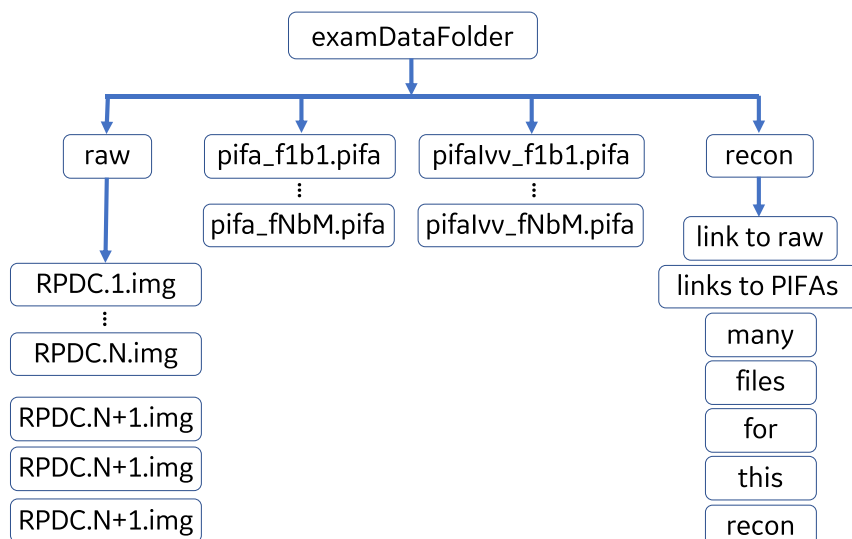 examDataFolder
raw
pifa_f1b1.pifa
pifaIvv_f1b1.pifa
recon
pifa_fNbM.pifa
pifaIvv_fNbM.pifa
link to raw
RPDC.1.img
links to PIFAs
RPDC.N.img
many
files
RPDC.N+1.img
for
RPDC.N+1.img
this
RPDC.N+1.img
recon